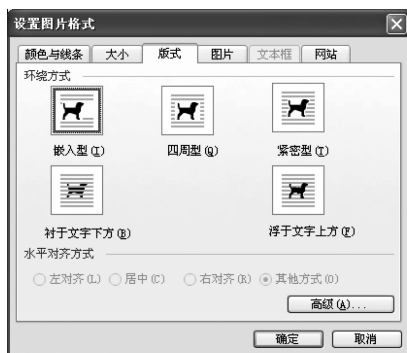 设置图片格式
颜色与线条 大小 版式 图片 文本框 网站
环绕方式
嵌入型(I) 四周型(Q) 紧密型(T)
衬于文字下方(B) 浮于文字上方(F)
水平对齐方式
左对齐(L) 居中(C) 右对齐(R) 其他方式(O)
高级(A)...
确定 取消